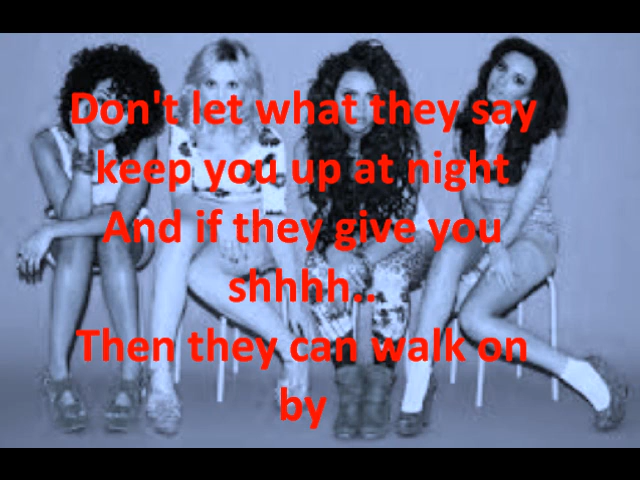 Don't let what they say
keep you up at night
And if they give you
shhhh..
Then they can walk on
by